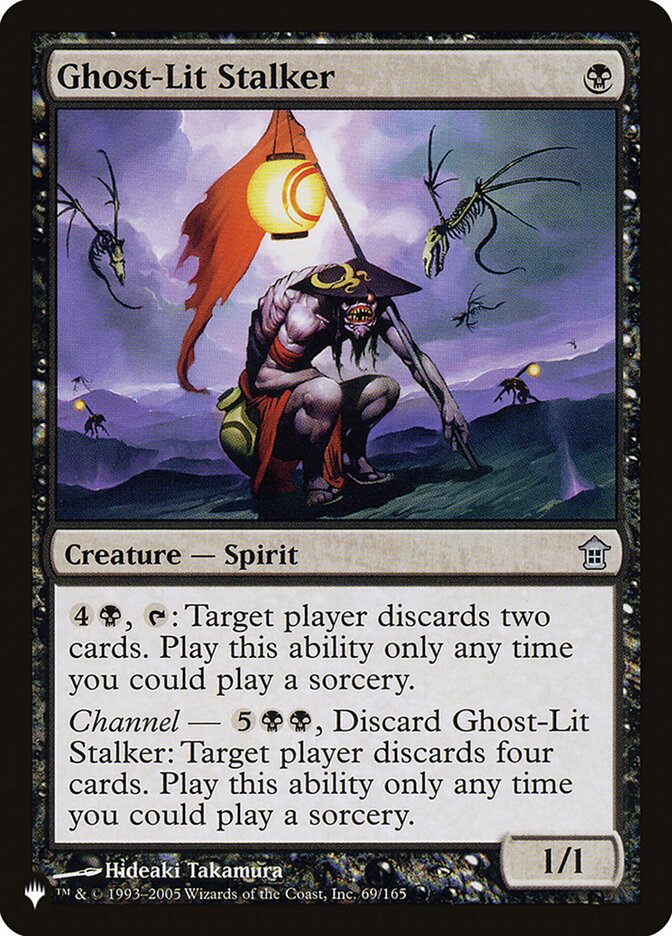 Ghost-Lit Stalker
Creature — Spirit
4, : Target player discards two
cards. Play this ability only any time
you could play a sorcery.
Channel — 5, Discard Ghost-Lit
Stalker: Target player discards four
cards. Play this ability only any time
you could play a sorcery.
1/1
Hideaki Takamura
™ & © 1993–2005 Wizards of the Coast, Inc. 69/165